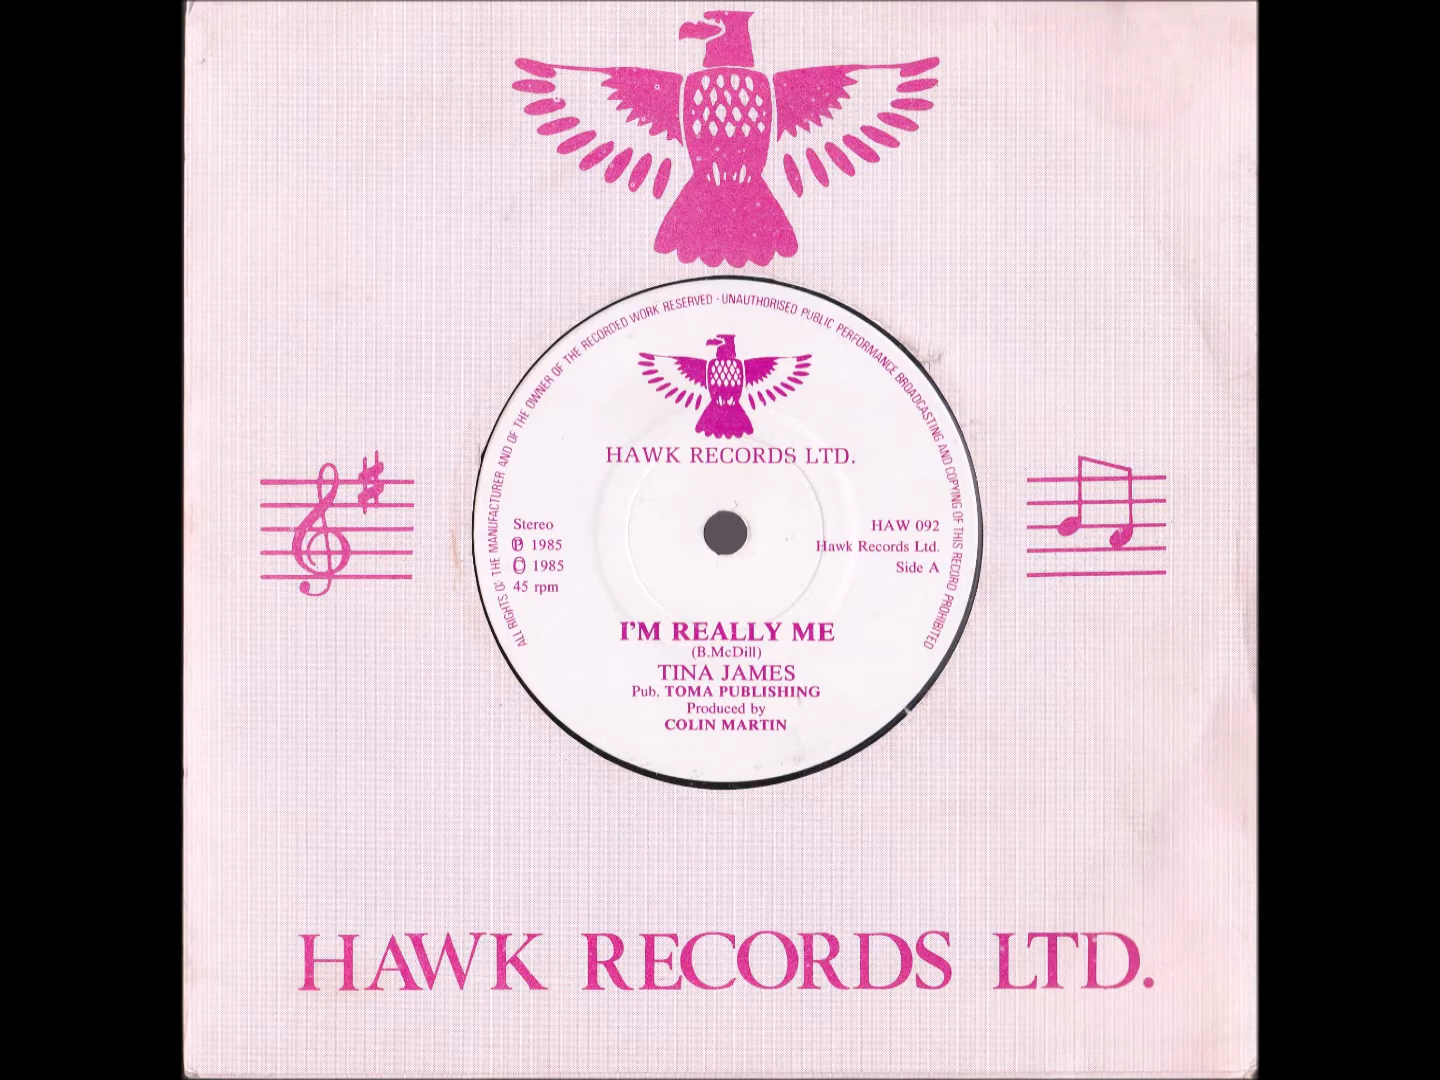 ALL RIGHTS OF THE MANUFACTURER AND OF THE OWNER OF THE RECORDED WORK RESERVED · UNAUTHORISED PUBLIC PERFORMANCE BROADCASTING AND COPYING OF THIS RECORD PROHIBITED
HAWK RECORDS LTD.
Stereo
Ⓟ 1985
© 1985
45 rpm
HAW 092
Hawk Records Ltd.
Side A
I'M REALLY ME
(B.McDill)
TINA JAMES
Pub. TOMA PUBLISHING
Produced by
COLIN MARTIN
HAWK RECORDS LTD.